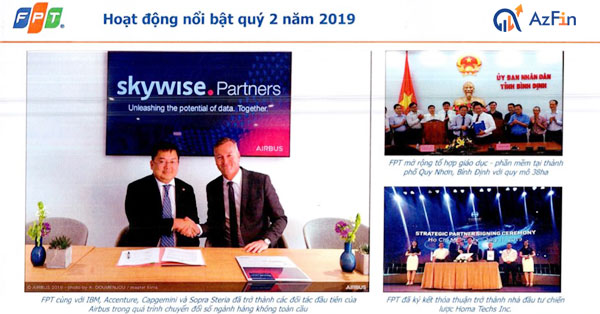 FPT
Hoạt động nổi bật quý 2 năm 2019
AzFin
skywise.Partners
Unleashing the potential of data. Together.
AIRBUS
ỦY BAN NHÂN DÂN
TỈNH BÌNH ĐỊNH
FPT mở rộng tổ hợp giáo dục - phần mềm tại thành
phố Quy Nhơn, Bình Định với quy mô 38ha
STRATEGIC PARTNER SIGNING CEREMONY
© AIRBUS 2019 - photo by
FPT cùng với IBM, Accenture, Capgemini và Sopra Steria đã trở thành các đối tác đầu tiên của
Airbus trong quá trình chuyển đổi số ngành hàng không toàn cầu
FPT đã ký kết thỏa thuận trở thành nhà đầu tư chiến
lược Homa Techs Inc.